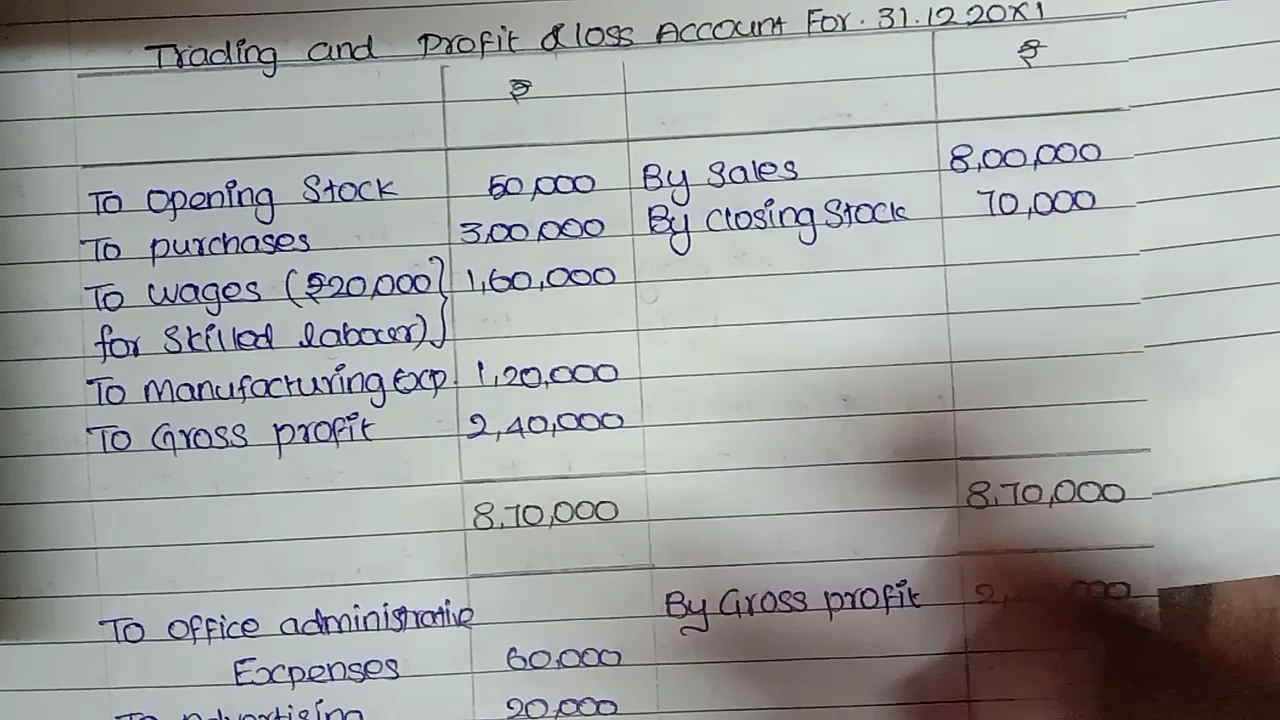 Trading and Profit & loss Account For. 31.12 20X1
₹ ₹
To Opening Stock 50,000 By Sales 8,00,000
To purchases 3,00,000 By Closing Stock 70,000
To wages (₹20,000 1,60,000
for Skilled labocer)
To Manufacturing exp. 1,20,000
To Gross profit 2,40,000
8,70,000 8,70,000
To office administrative By Gross profit
Expenses 60,000
To Advertising 20,000